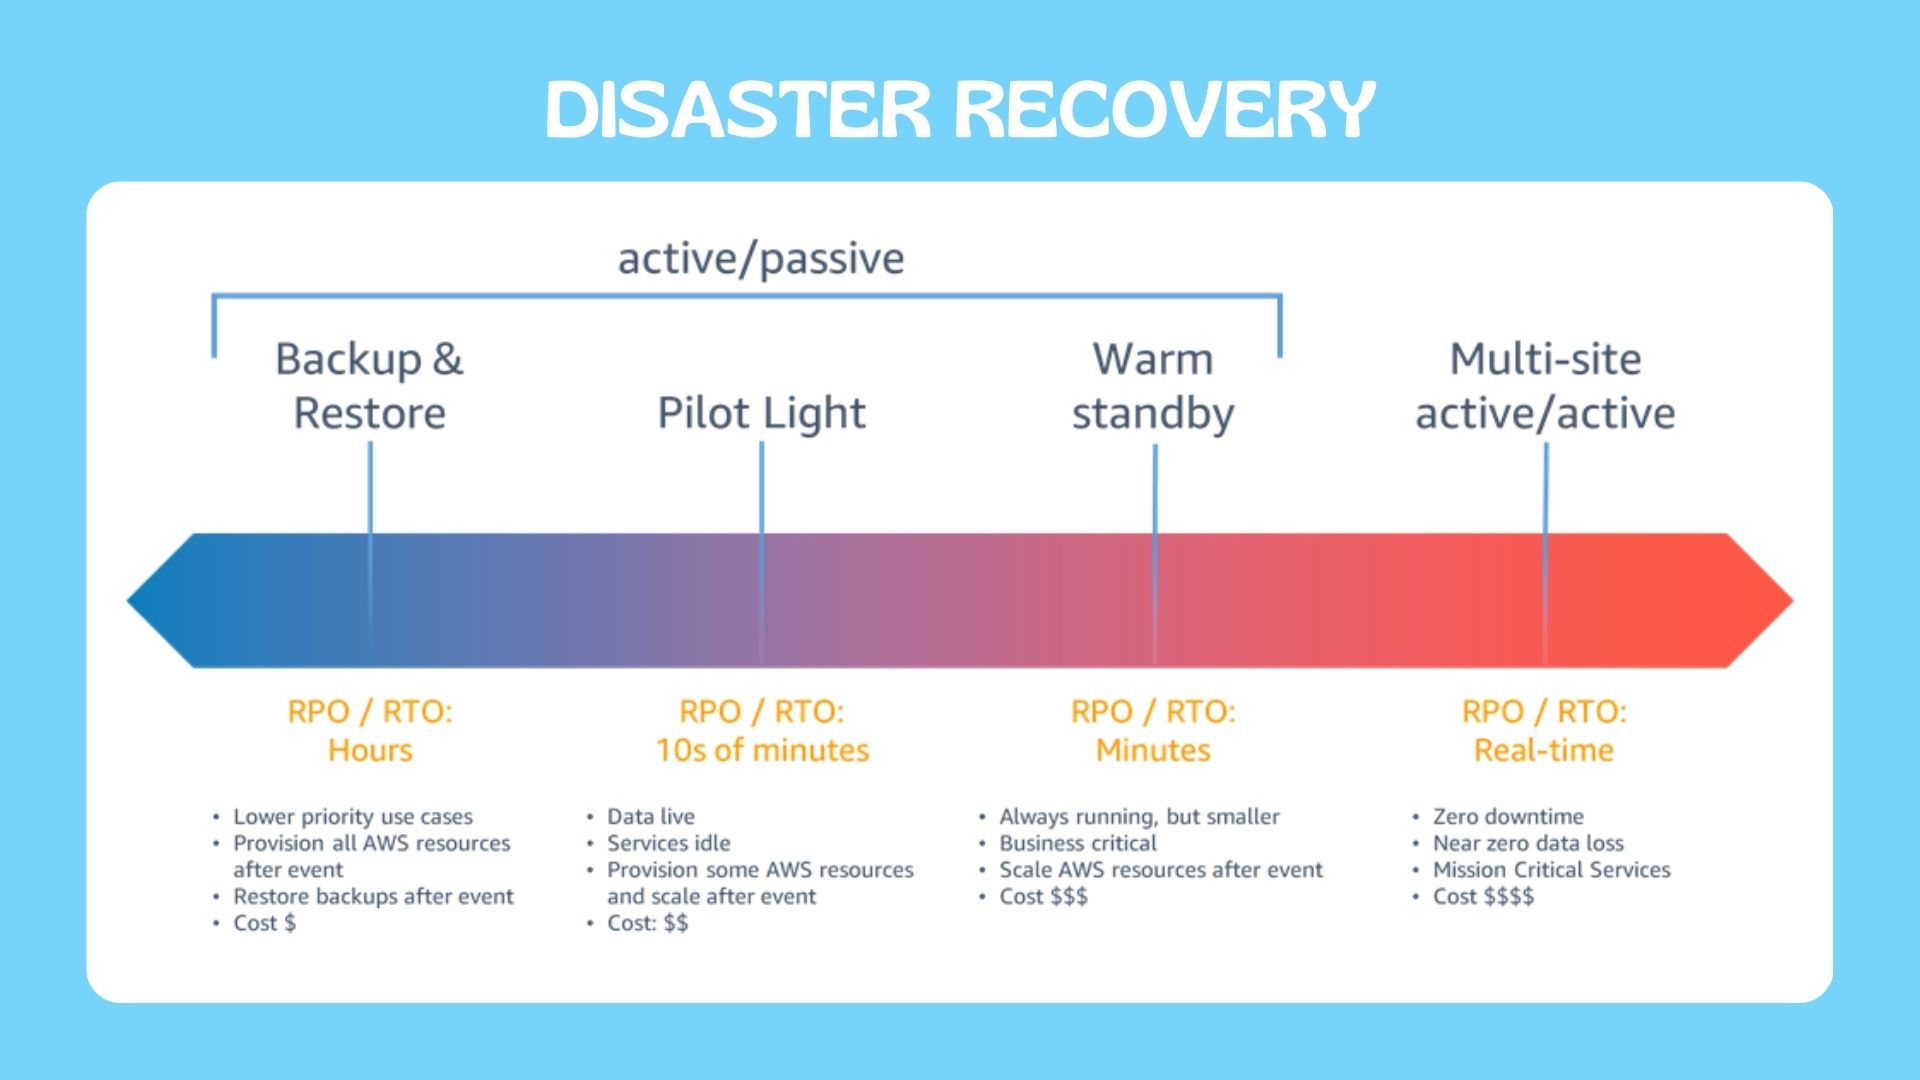 DISASTER RECOVERY
active/passive
Backup &
Restore
Pilot Light
Warm
standby
Multi-site
active/active
RPO / RTO:
Hours
RPO / RTO:
10s of minutes
RPO / RTO:
Minutes
RPO / RTO:
Real-time
• Lower priority use cases
• Provision all AWS resources
after event
• Restore backups after event
• Cost $
• Data live
• Services idle
• Provision some AWS resources
and scale after event
• Cost: $$
• Always running, but smaller
• Business critical
• Scale AWS resources after event
• Cost $$$
• Zero downtime
• Near zero data loss
• Mission Critical Services
• Cost $$$$